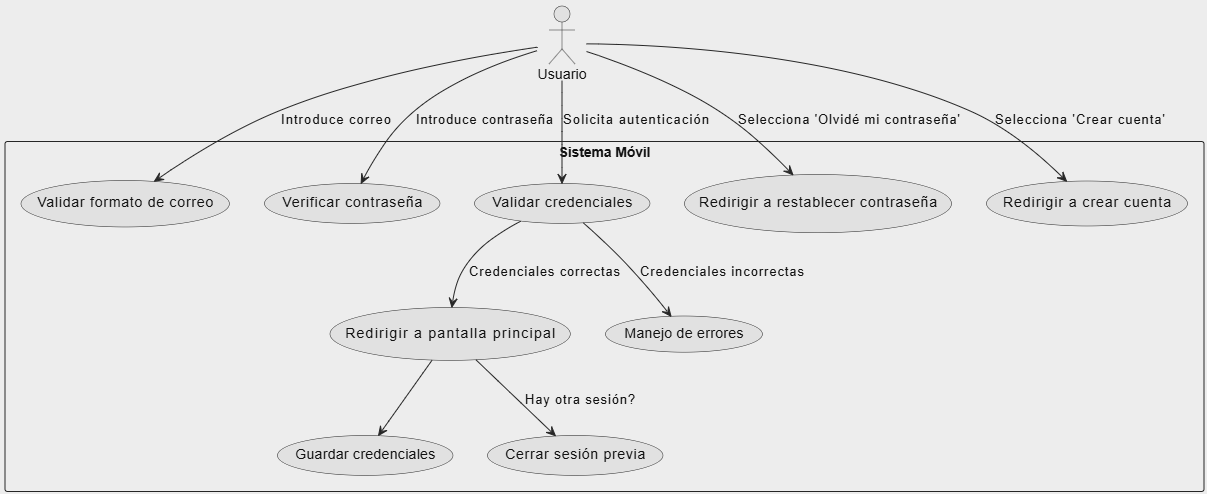 Usuario
Introduce correo
Introduce contraseña
Solicita autenticación
Selecciona 'Olvidé mi contraseña'
Selecciona 'Crear cuenta'
Sistema Móvil
Validar formato de correo
Verificar contraseña
Validar credenciales
Redirigir a restablecer contraseña
Redirigir a crear cuenta
Credenciales correctas
Credenciales incorrectas
Redirigir a pantalla principal
Manejo de errores
Hay otra sesión?
Guardar credenciales
Cerrar sesión previa